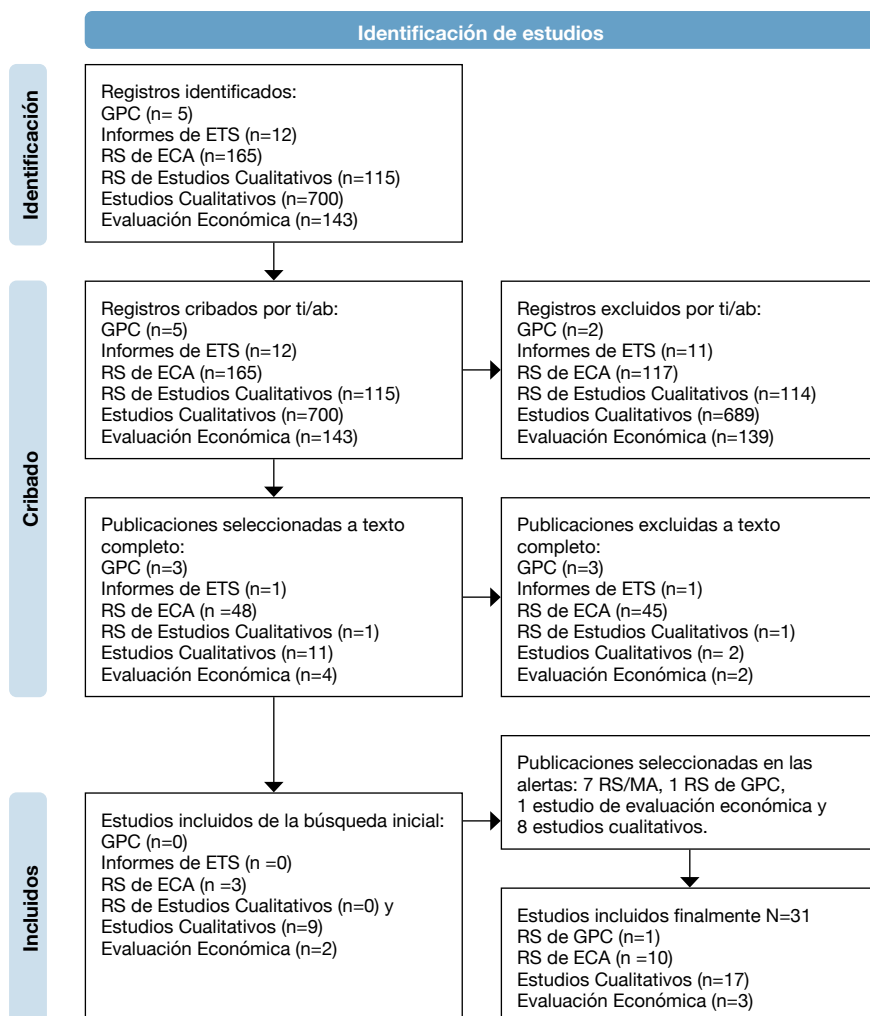 Identificación de estudios
Identificación
Registros identificados:
GPC (n= 5)
Informes de ETS (n=12)
RS de ECA (n=165)
RS de Estudios Cualitativos (n=115)
Estudios Cualitativos (n=700)
Evaluación Económica (n=143)
Cribado
Registros cribados por ti/ab:
GPC (n=5)
Informes de ETS (n=12)
RS de ECA (n=165)
RS de Estudios Cualitativos (n=115)
Estudios Cualitativos (n=700)
Evaluación Económica (n=143)
Registros excluidos por ti/ab:
GPC (n=2)
Informes de ETS (n=11)
RS de ECA (n=117)
RS de Estudios Cualitativos (n=114)
Estudios Cualitativos (n=689)
Evaluación Económica (n=139)
Publicaciones seleccionadas a texto
completo:
GPC (n=3)
Informes de ETS (n=1)
RS de ECA (n =48)
RS de Estudios Cualitativos (n=1)
Estudios Cualitativos (n=11)
Evaluación Económica (n=4)
Publicaciones excluidas a texto
completo:
GPC (n=3)
Informes de ETS (n=1)
RS de ECA (n=45)
RS de Estudios Cualitativos (n=1)
Estudios Cualitativos (n= 2)
Evaluación Económica (n=2)
Incluidos
Estudios incluidos de la búsqueda inicial:
GPC (n=0)
Informes de ETS (n =0)
RS de ECA (n =3)
RS de Estudios Cualitativos (n=0) y
Estudios Cualitativos (n=9)
Evaluación Económica (n=2)
Publicaciones seleccionadas en las
alertas: 7 RS/MA, 1 RS de GPC,
1 estudio de evaluación económica y
8 estudios cualitativos.
Estudios incluidos finalmente N=31
RS de GPC (n=1)
RS de ECA (n =10)
Estudios Cualitativos (n=17)
Evaluación Económica (n=3)